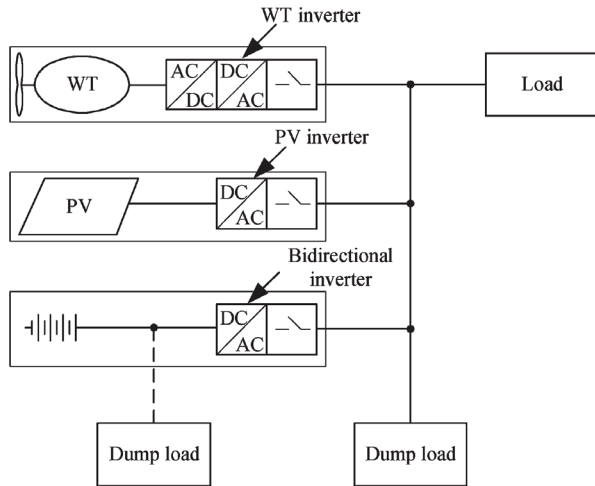 WT inverter
WT
AC
DC
DC
AC
Load
PV inverter
PV
DC
AC
Bidirectional
inverter
DC
AC
Dump load
Dump load